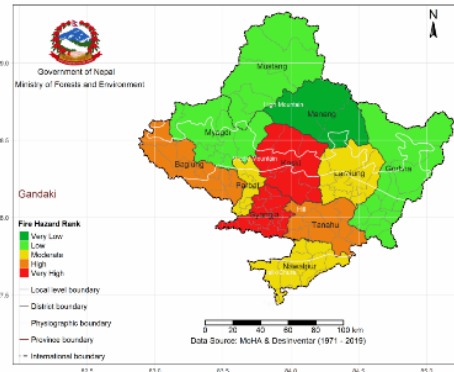 N
Government of Nepal
Ministry of Forests and Environment
Mustang
High Mountain
Manang
Myagdi
Baglung
Kaski
Lamjung
Gorkha
Parbat
Syangja
Hill
Tanahu
Nawalpur
Gandaki
Fire Hazard Rank
Very Low
Low
Moderate
High
Very High
Local level boundary
District boundary
Physiographic boundary
Province boundary
International boundary
0 20 40 60 80 100 km
Data Source: MoHA & Desinventar (1971 - 2019)
84.0